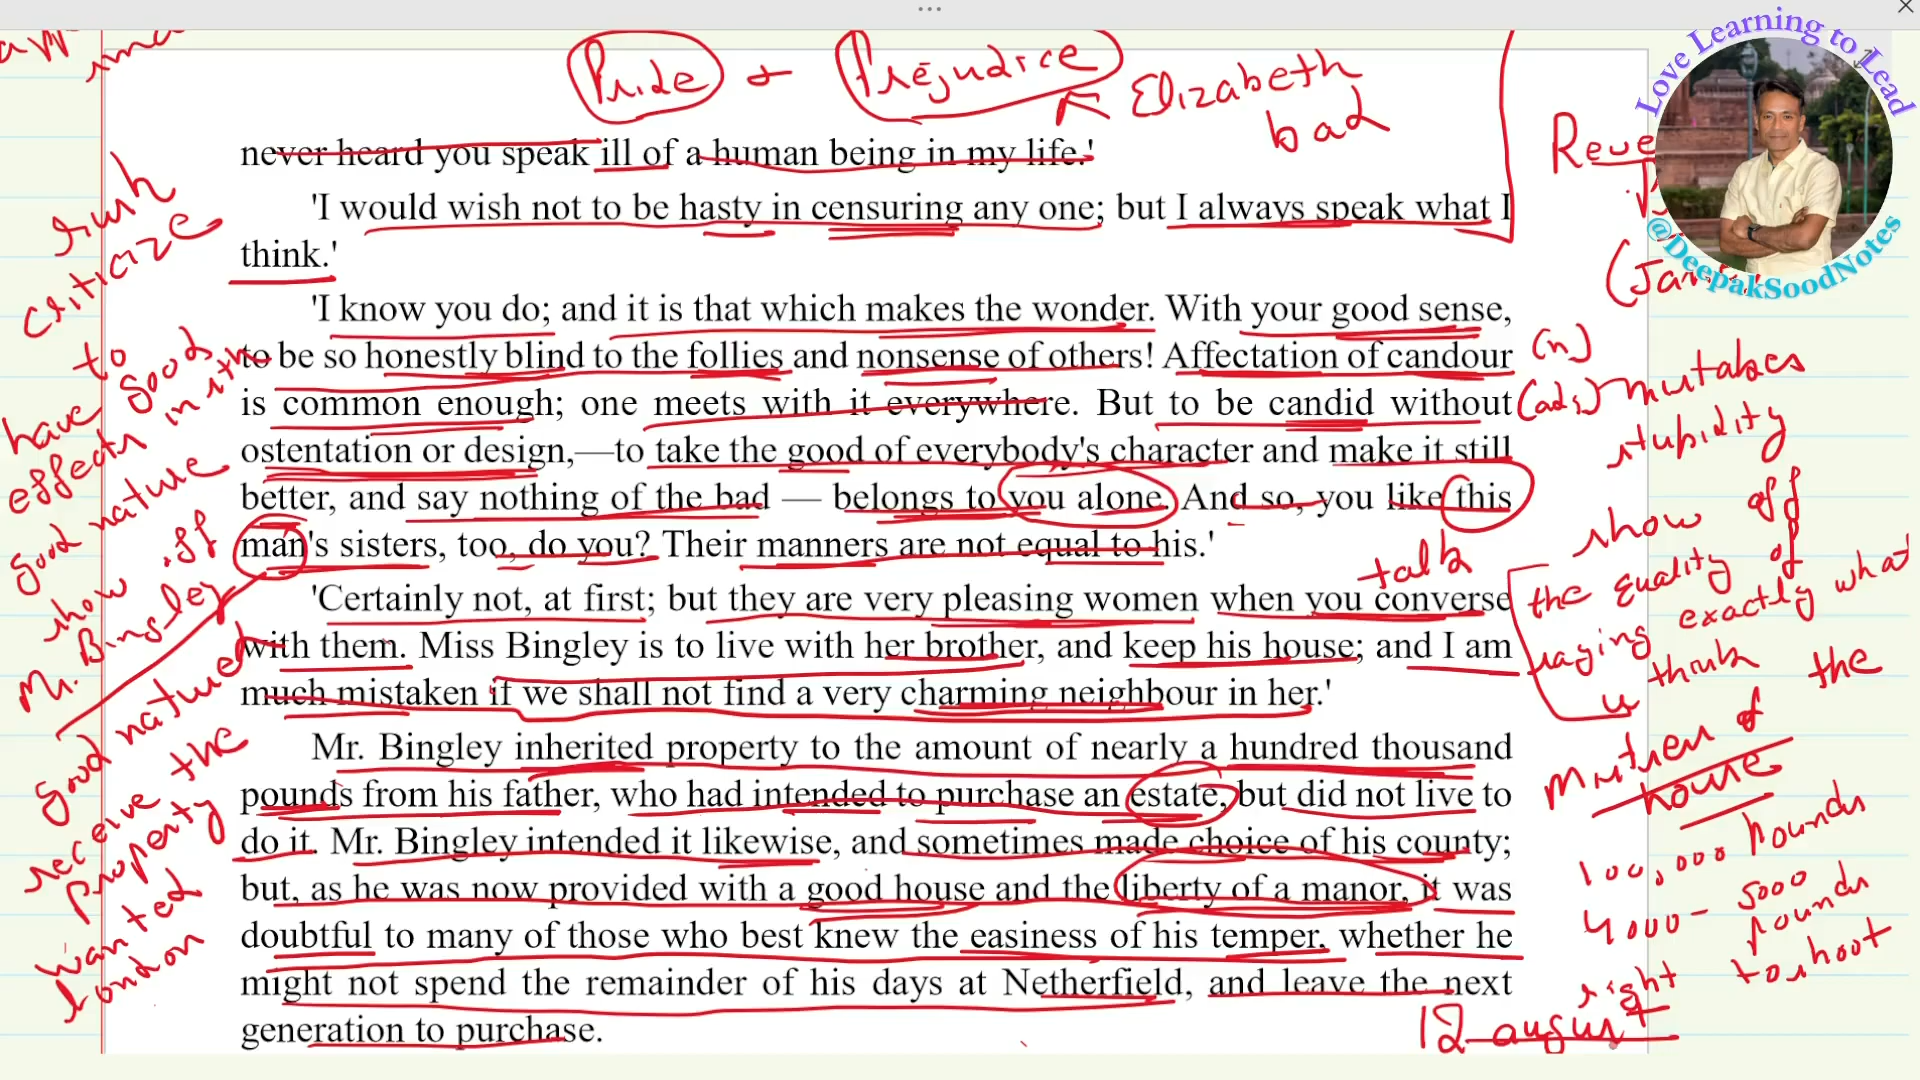 Pride + Prejudice
Elizabeth
bad
never heard you speak ill of a human being in my life.'
'I would wish not to be hasty in censuring any one; but I always speak what I
think.'
'I know you do; and it is that which makes the wonder. With your good sense,
to be so honestly blind to the follies and nonsense of others! Affectation of candour
is common enough; one meets with it everywhere. But to be candid without
ostentation or design,—to take the good of everybody's character and make it still
better, and say nothing of the bad — belongs to you alone. And so, you like this
man's sisters, too, do you? Their manners are not equal to his.'
'Certainly not, at first; but they are very pleasing women when you converse
with them. Miss Bingley is to live with her brother, and keep his house; and I am
much mistaken if we shall not find a very charming neighbour in her.'
Mr. Bingley inherited property to the amount of nearly a hundred thousand
pounds from his father, who had intended to purchase an estate, but did not live to
do it. Mr. Bingley intended it likewise, and sometimes made choice of his county;
but, as he was now provided with a good house and the liberty of a manor, it was
doubtful to many of those who best knew the easiness of his temper, whether he
might not spend the remainder of his days at Netherfield, and leave the next
generation to purchase.
talk
12 august
rush
criticize
to
have good
effects in
good nature
show off
Mr. Bingley
good natured
receive the
property
wanted
London
Love Learning to Lead
@DeepakSoodNotes
(n)
(adj) mistakes
stupidity
show off
the quality of
saying exactly what
u think
of the
house
100,000 pounds
4000 - 5000
pounds
right to shoot